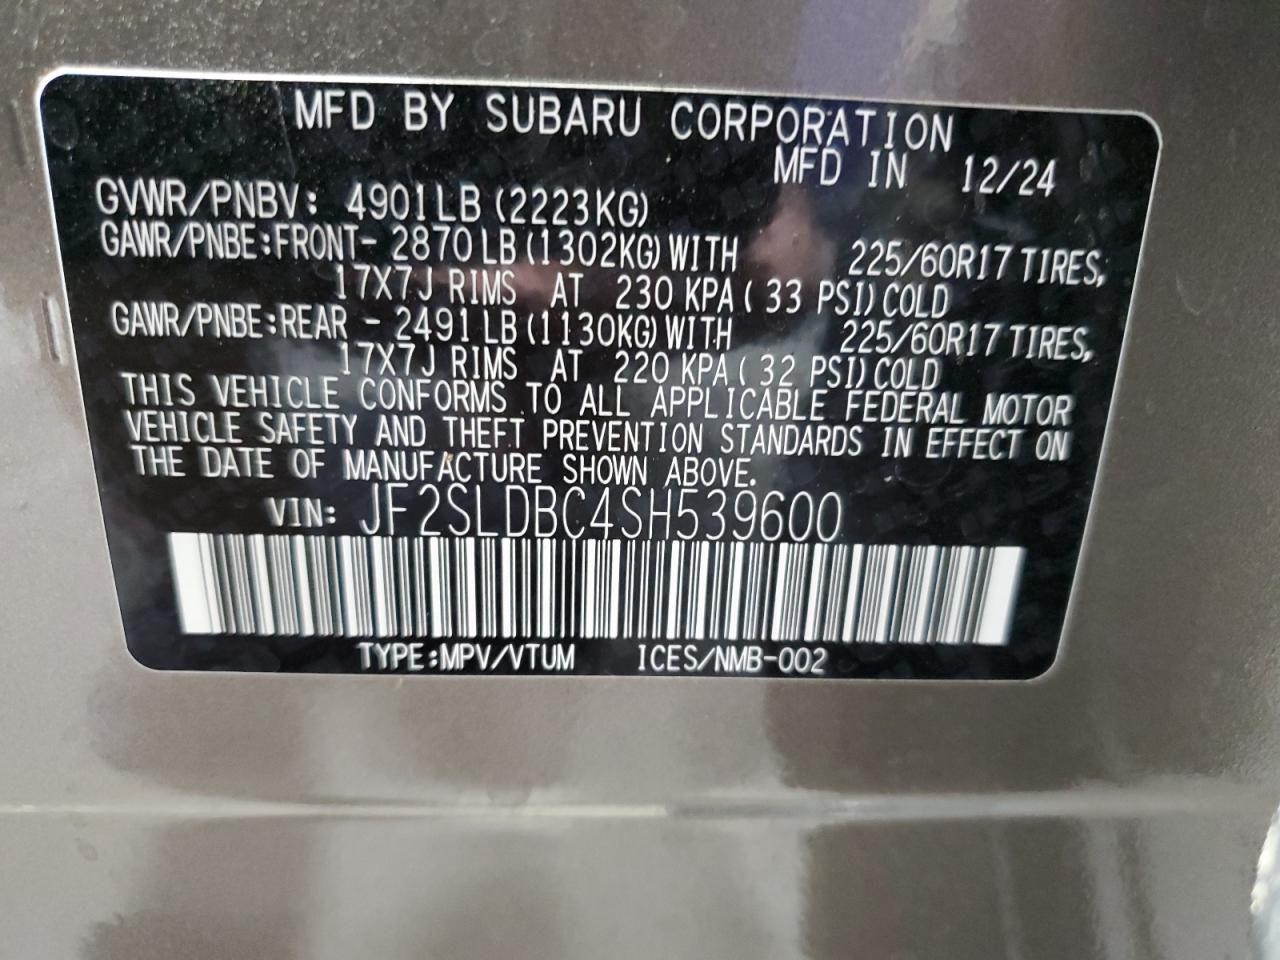 MFD BY SUBARU CORPORATION
MFD IN 12/24
GVWR/PNBV: 4901LB (2223KG)
GAWR/PNBE:FRONT- 2870LB(1302KG)WITH 225/60R17 TIRES,
17X7J RIMS AT 230 KPA( 33 PSI)COLD
GAWR/PNBE:REAR - 2491LB(1130KG)WITH 225/60R17 TIRES,
17X7J RIMS AT 220 KPA( 32 PSI)COLD
THIS VEHICLE CONFORMS TO ALL APPLICABLE FEDERAL MOTOR
VEHICLE SAFETY AND THEFT PREVENTION STANDARDS IN EFFECT ON
THE DATE OF MANUFACTURE SHOWN ABOVE.
VIN: JF2SLDBC4SH539600
TYPE:MPV/VTUM ICES/NMB-002